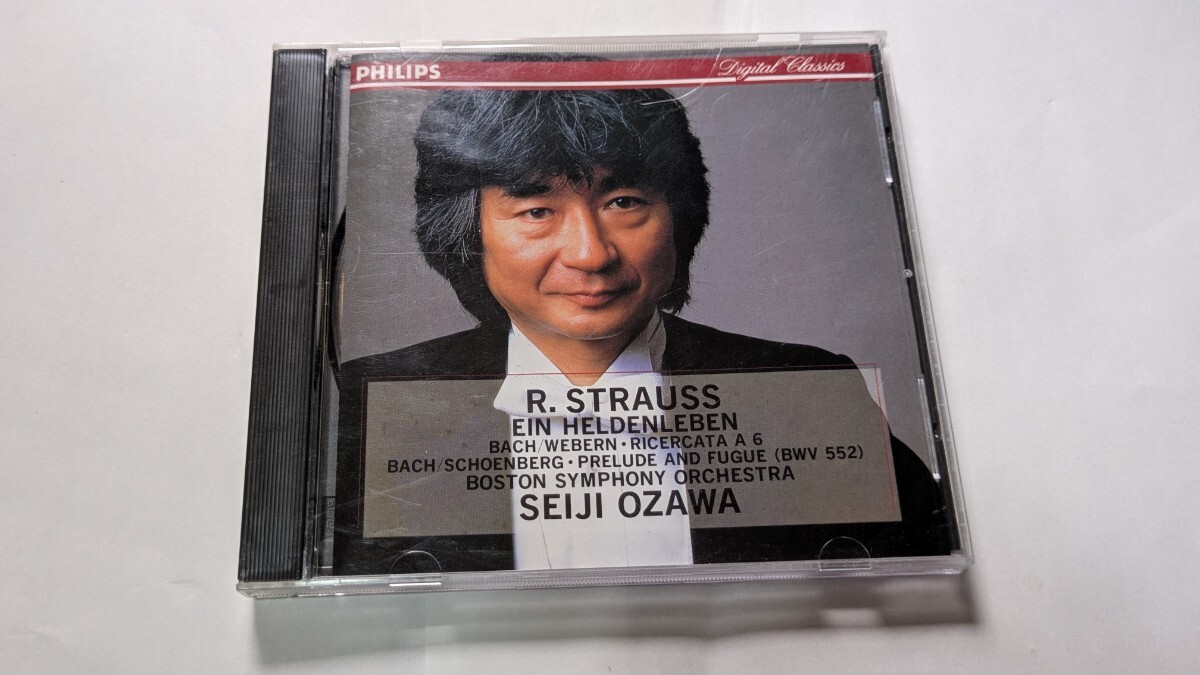 PHILIPS Digital Classics
R. STRAUSS
EIN HELDENLEBEN
BACH/WEBERN · RICERCATA A 6
BACH/SCHOENBERG · PRELUDE AND FUGUE (BWV 552)
BOSTON SYMPHONY ORCHESTRA
SEIJI OZAWA